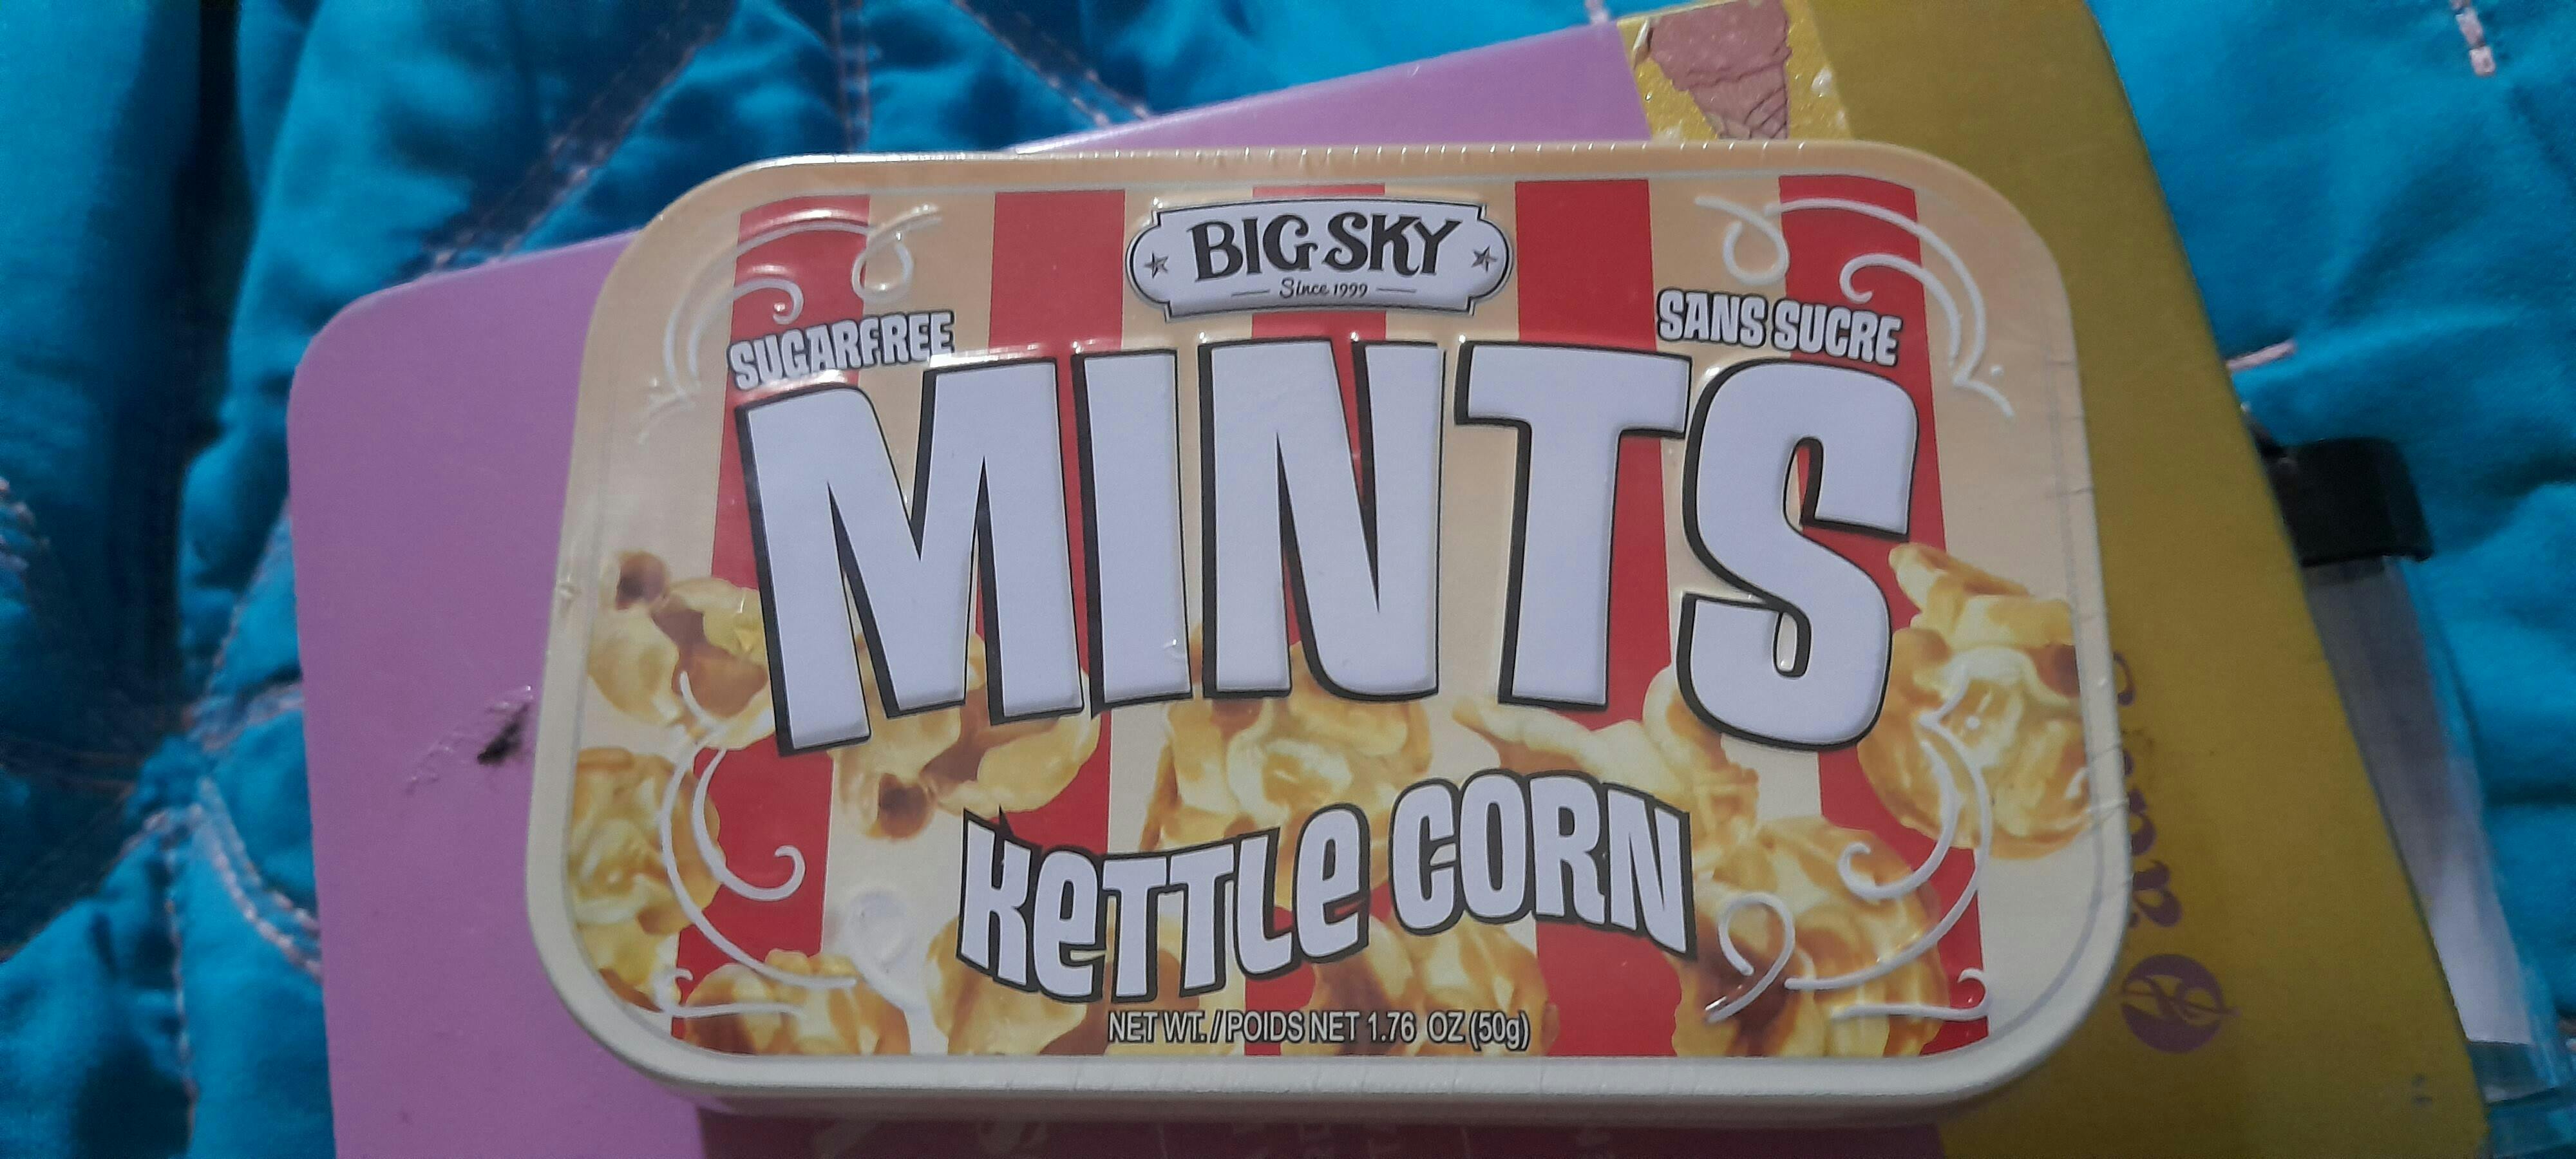 BIG SKY
Since 1999
SUGARFREE
SANS SUCRE
MINTS
KETTLE CORN
NET WT. / POIDS NET 1.76 OZ (50g)